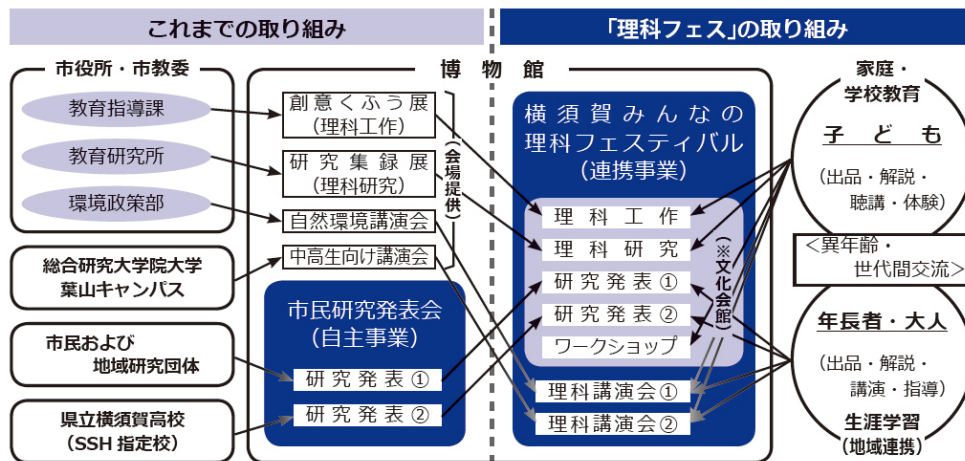 これまでの取り組み
「理科フェス」の取り組み
市役所・市教委
教育指導課
教育研究所
環境政策部
総合研究大学院大学
葉山キャンパス
市民および
地域研究団体
県立横須賀高校
(SSH 指定校)
博物館
創意くふう展
(理科工作)
研究集録展
(理科研究)
自然環境講演会
中高生向け講演会
(会場提供)
市民研究発表会
(自主事業)
研究発表①
研究発表②
横須賀みんなの
理科フェスティバル
(連携事業)
理科工作
理科研究
研究発表①
研究発表②
ワークショップ
(※文化会館)
理科講演会①
理科講演会②
家庭・
学校教育
子ども
(出品・解説・
聴講・体験)
<異年齢・
世代間交流>
年長者・大人
(出品・解説・
講演・指導)
生涯学習
(地域連携)